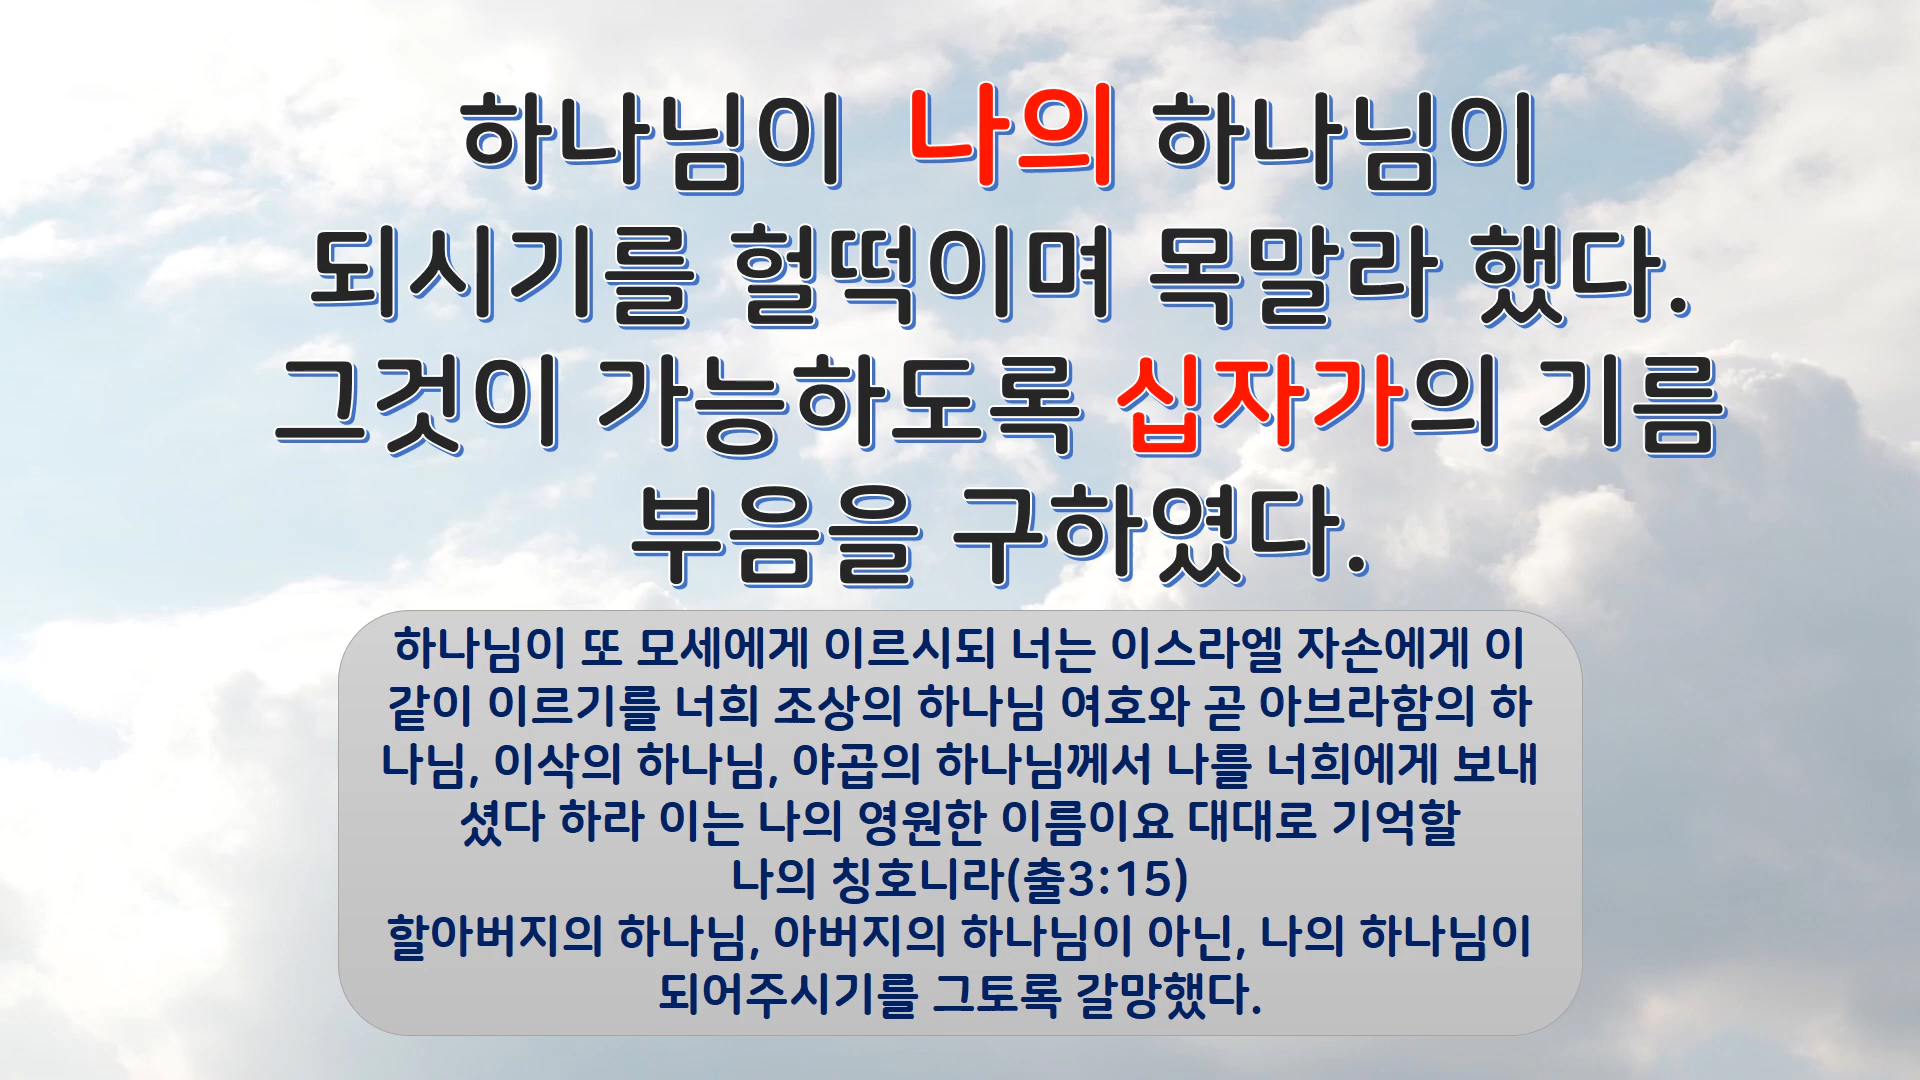 하나님이 나의 하나님이
되시기를 헐떡이며 목말라 했다.
그것이 가능하도록 십자가의 기름
부음을 구하였다.
하나님이 또 모세에게 이르시되 너는 이스라엘 자손에게 이
같이 이르기를 너희 조상의 하나님 여호와 곧 아브라함의 하
나님, 이삭의 하나님, 야곱의 하나님께서 나를 너희에게 보내
셨다 하라 이는 나의 영원한 이름이요 대대로 기억할
나의 칭호니라(출3:15)
할아버지의 하나님, 아버지의 하나님이 아닌, 나의 하나님이
되어주시기를 그토록 갈망했다.